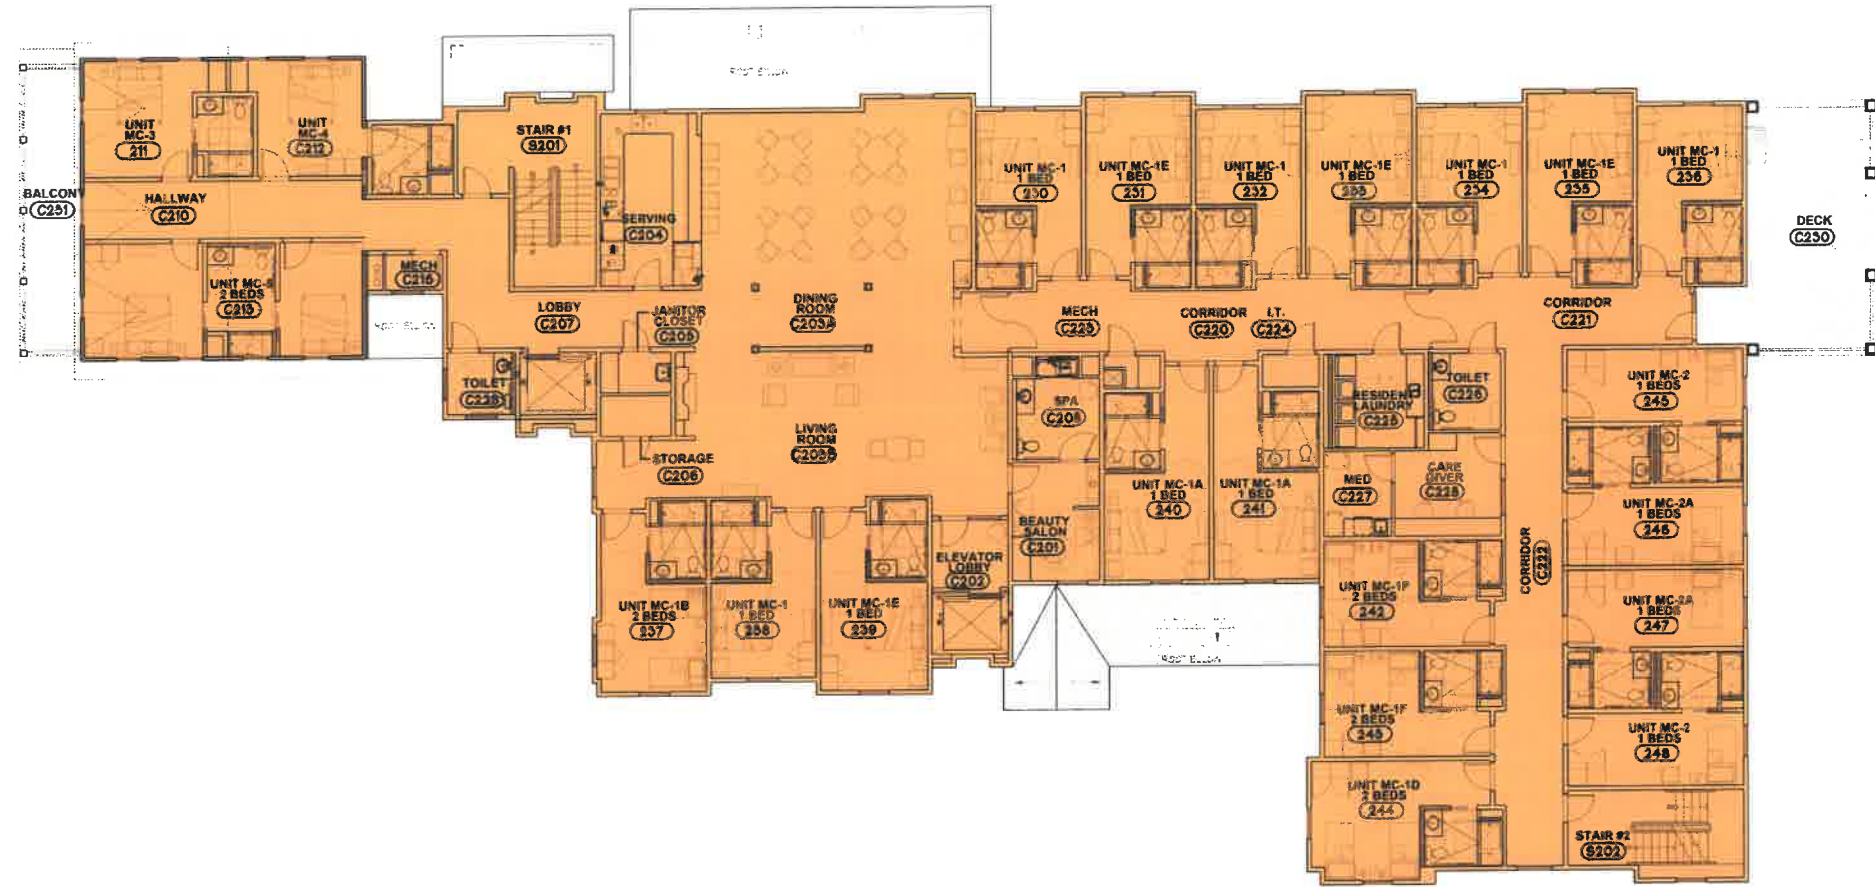 UNIT
MC-3
211
UNIT
MC-4
C212
STAIR #1
S201
BALCONY
C231
HALLWAY
C210
SERVING
C204
UNIT MC-5
2 BEDS
C213
MECH
C215
LOBBY
C207
JANITOR
CLOSET
C205
DINING
ROOM
C203A
TOILET
LIVING
ROOM
C203B
STORAGE
C206
UNIT MC-1
1 BED
230
UNIT MC-1E
1 BED
231
UNIT MC-1
1 BED
232
UNIT MC-1E
1 BED
233
UNIT MC-1
1 BED
234
UNIT MC-1E
1 BED
235
UNIT MC-1
1 BED
236
DECK
C230
MECH
C223
CORRIDOR
C220
I.T.
C224
CORRIDOR
C221
SPA
C208
RESIDENT
LAUNDRY
C225
TOILET
C226
UNIT MC-2
1 BEDS
245
UNIT MC-1A
1 BED
240
UNIT MC-1A
1 BED
241
MED
C227
CARE
GIVER
C228
UNIT MC-2A
1 BEDS
246
BEAUTY
SALON
C201
ELEVATOR
LOBBY
C202
CORRIDOR
C222
UNIT MC-1B
2 BEDS
237
UNIT MC-1
1 BED
238
UNIT MC-1E
1 BED
239
UNIT MC-1F
2 BEDS
242
UNIT MC-2A
1 BEDS
247
UNIT MC-1F
2 BEDS
243
UNIT MC-2
1 BEDS
248
UNIT MC-1D
2 BEDS
244
STAIR #2
S202